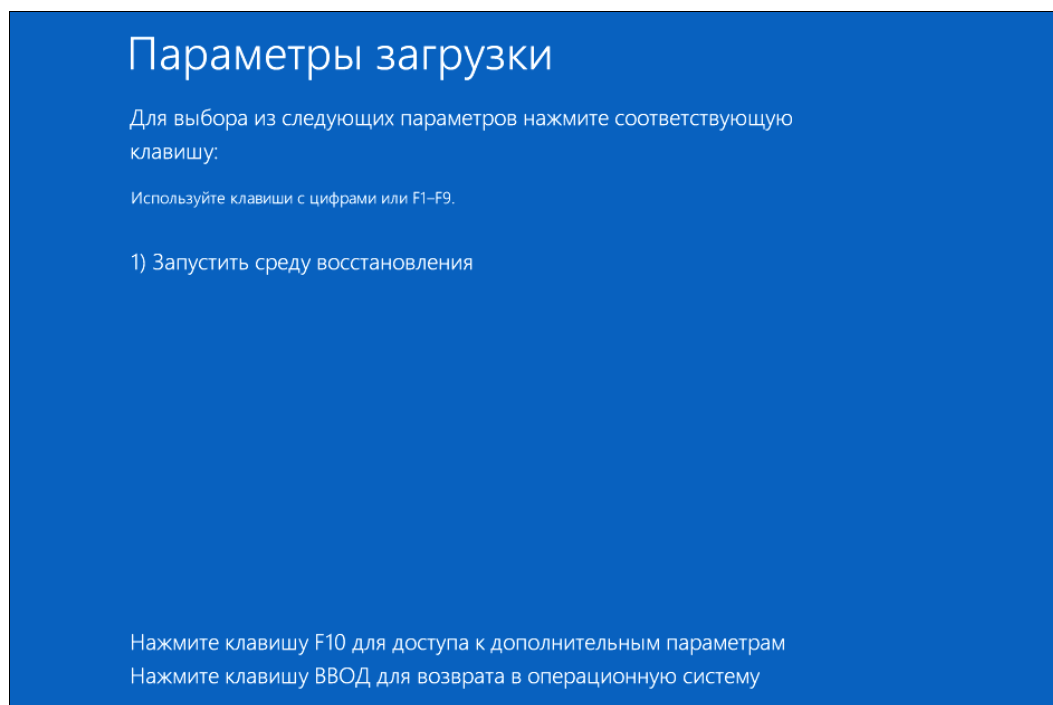 Параметры загрузки
Для выбора из следующих параметров нажмите соответствующую
клавишу:
Используйте клавиши с цифрами или F1–F9.
1) Запустить среду восстановления
Нажмите клавишу F10 для доступа к дополнительным параметрам
Нажмите клавишу ВВОД для возврата в операционную систему